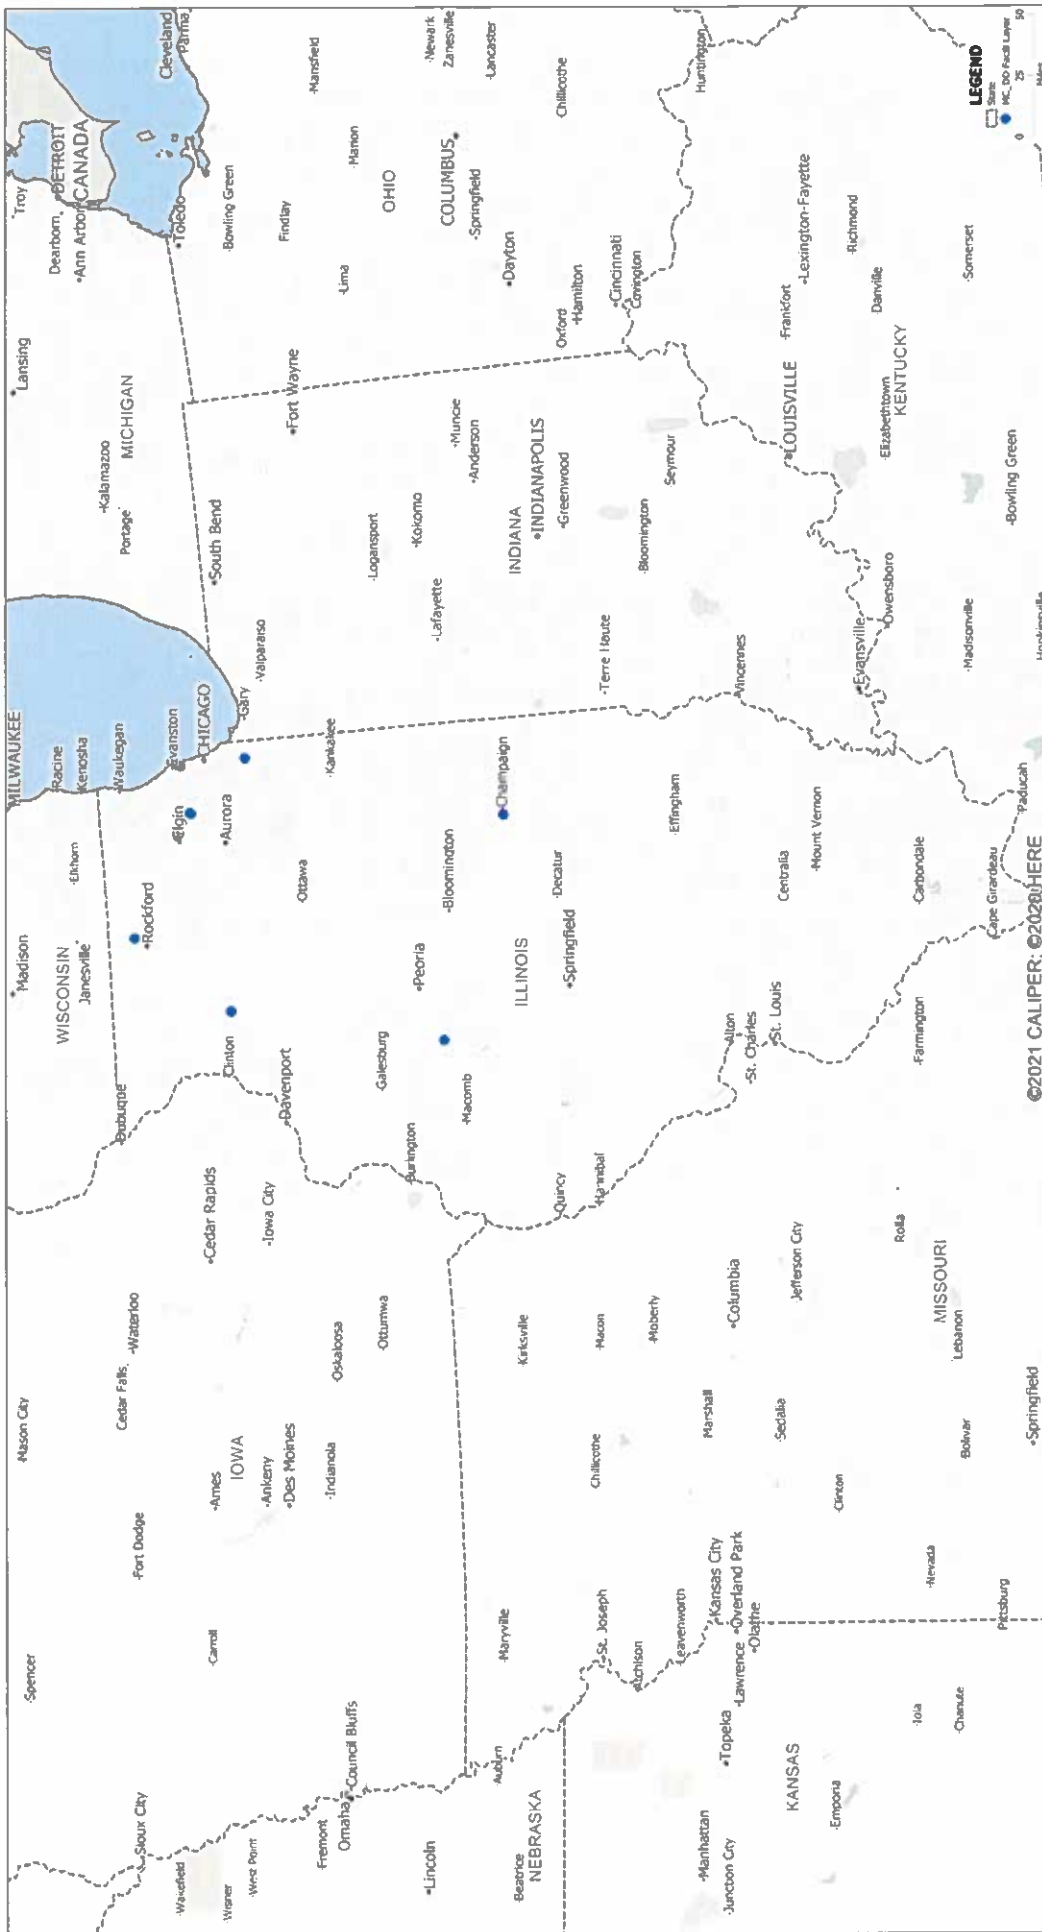 Spencer
Mason City
Madison
MILWAUKEE
Lansing
Troy
Racine
Dearborn
DETROIT
WISCONSIN
Elkhorn
Kenosha
Ann Arbor
CANADA
Janesville
Kalamazoo
Sioux City
Fort Dodge
Cedar Falls
Waterloo
Dubuque
Rockford
Waukegan
Portage
MICHIGAN
Cleveland
Parma
Wakefield
Elgin
Evanston
Toledo
Wisner
Carroll
Ames
Cedar Rapids
Clinton
Aurora
CHICAGO
South Bend
Bowling Green
West Point
IOWA
Gary
Ankeny
Iowa City
Valparaiso
Des Moines
Davenport
Ottawa
Fort Wayne
Findlay
Fremont
Indianola
Oskaloosa
Kankakee
Mansfield
Omaha
Council Bluffs
Lima
Marion
Ottumwa
Galesburg
Logansport
OHIO
Lincoln
Burlington
Peoria
Kokomo
Newark
Zanesville
Bloomington
Lafayette
Muncie
COLUMBUS
Macomb
Anderson
Springfield
Lancaster
Auburn
Maryville
Champaign
Dayton
Beatrice
NEBRASKA
Kirksville
ILLINOIS
INDIANA
INDIANAPOLIS
Quincy
Decatur
Greenwood
Oxford
Hamilton
Chillicothe
Springfield
St. Joseph
Chillicothe
Macon
Hannibal
Terre Haute
Cincinnati
Atchison
Covington
Moberly
Bloomington
Leavenworth
Effingham
Seymour
Manhattan
Kansas City
Marshall
Huntington
Junction City
Topeka
Lawrence
Overland Park
Columbia
Alton
Vincennes
Olathe
St. Charles
KANSAS
Sedalia
Jefferson City
St. Louis
Centralia
LOUISVILLE
Frankfort
Lexington-Fayette
Emporia
Clinton
Mount Vernon
Evansville
Richmond
Owensboro
Elizabethtown
Danville
KENTUCKY
Iola
Nevada
Rolla
Farmington
Carbondale
Chanute
Bolivar
Lebanon
MISSOURI
Madisonville
Somerset
Pittsburg
Cape Girardeau
Paducah
Bowling Green
Springfield
©2021 CALIPER; ©2020 HERE
LEGEND
State
MC_DO Facili Layer
0 25 50